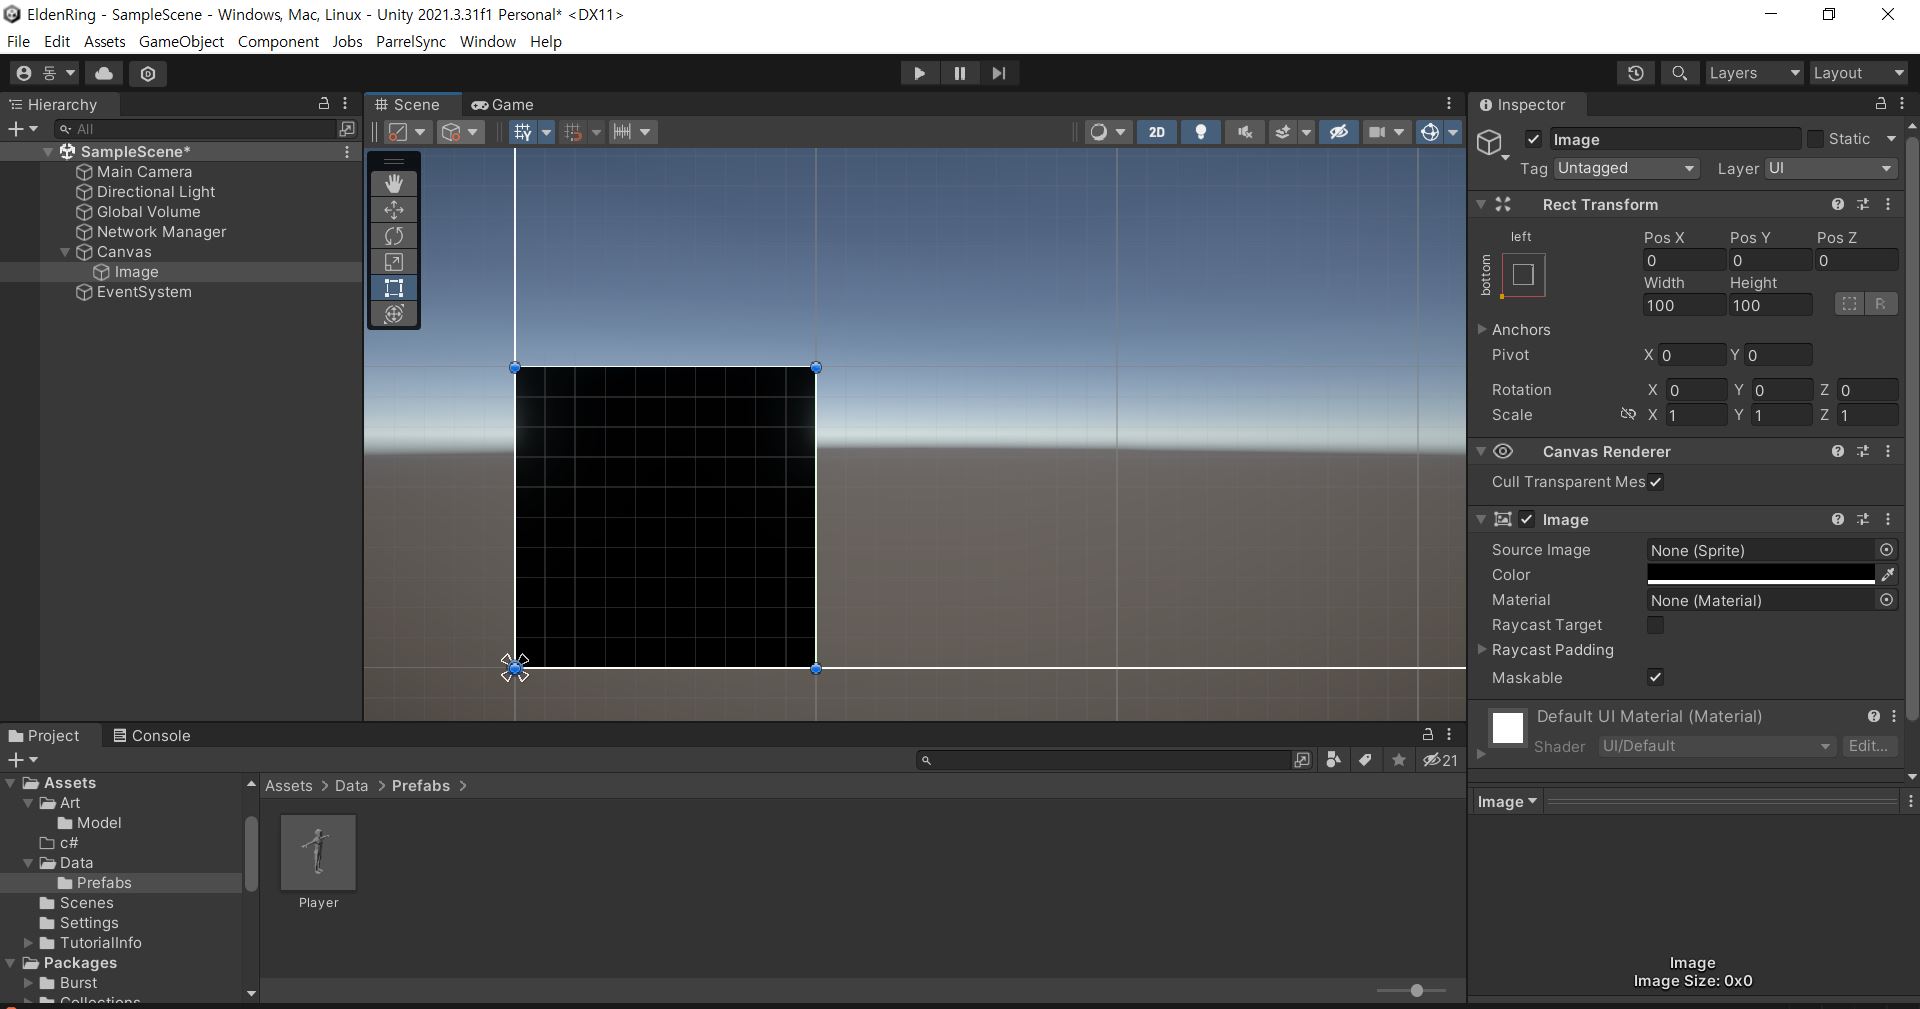 EldenRing - SampleScene - Windows, Mac, Linux - Unity 2021.3.31f1 Personal* <DX11>
File Edit Assets GameObject Component Jobs ParrelSync Window Help
동 Layers Layout
Hierarchy
All
SampleScene*
Main Camera
Directional Light
Global Volume
Network Manager
Canvas
Image
EventSystem
Scene Game
2D
Inspector
Image Static
Tag Untagged Layer UI
Rect Transform
left
bottom
Pos X Pos Y Pos Z
0 0 0
Width Height
100 100 R
Anchors
Pivot X 0 Y 0
Rotation X 0 Y 0 Z 0
Scale X 1 Y 1 Z 1
Canvas Renderer
Cull Transparent Mes
Image
Source Image None (Sprite)
Color
Material None (Material)
Raycast Target
Raycast Padding
Maskable
Default UI Material (Material)
Shader UI/Default Edit...
Image
Image
Image Size: 0x0
Project Console
21
Assets
Art
Model
c#
Data
Prefabs
Scenes
Settings
TutorialInfo
Packages
Burst
Collections
Assets > Data > Prefabs >
Player